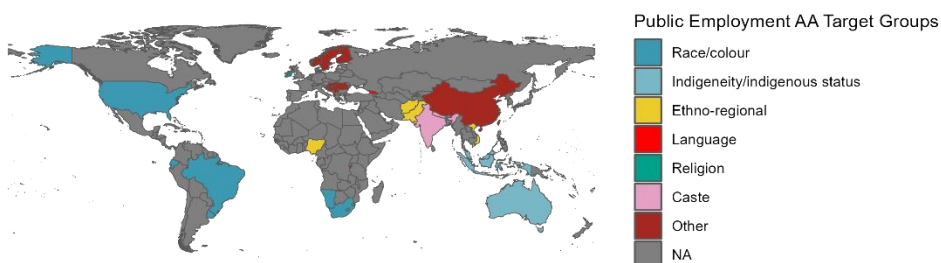 Public Employment AA Target Groups
Race/colour
Indigeneity/indigenous status
Ethno-regional
Language
Religion
Caste
Other
NA